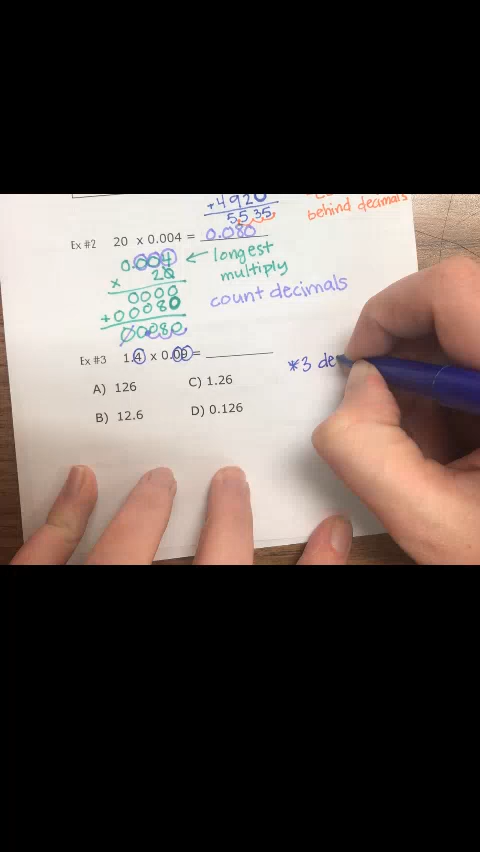 +4920
5535
behind decimals
Ex #2 20 x 0.004 = 0.080
0.004 ← longest
x 20 multiply
0000 count decimals
+00080
00080
Ex #3 1.4 x 0.09 = ________
*3 de
A) 126 C) 1.26
B) 12.6 D) 0.126